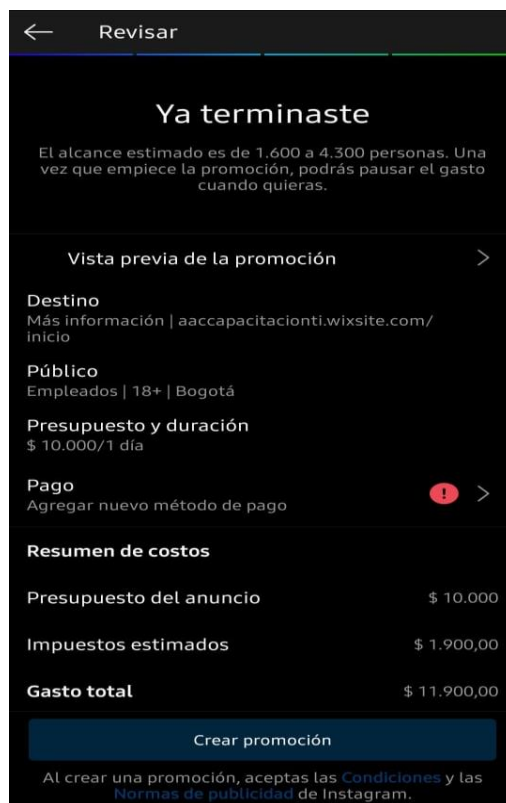 Revisar
Ya terminaste
El alcance estimado es de 1.600 a 4.300 personas. Una
vez que empiece la promoción, podrás pausar el gasto
cuando quieras.
Vista previa de la promoción
Destino
Más información | aaccapacitacionti.wixsite.com/
inicio
Público
Empleados | 18+ | Bogotá
Presupuesto y duración
$ 10.000/1 día
Pago
Agregar nuevo método de pago
!
Resumen de costos
Presupuesto del anuncio $ 10.000
Impuestos estimados $ 1.900,00
Gasto total $ 11.900,00
Crear promoción
Al crear una promoción, aceptas las Condiciones y las
Normas de publicidad de Instagram.